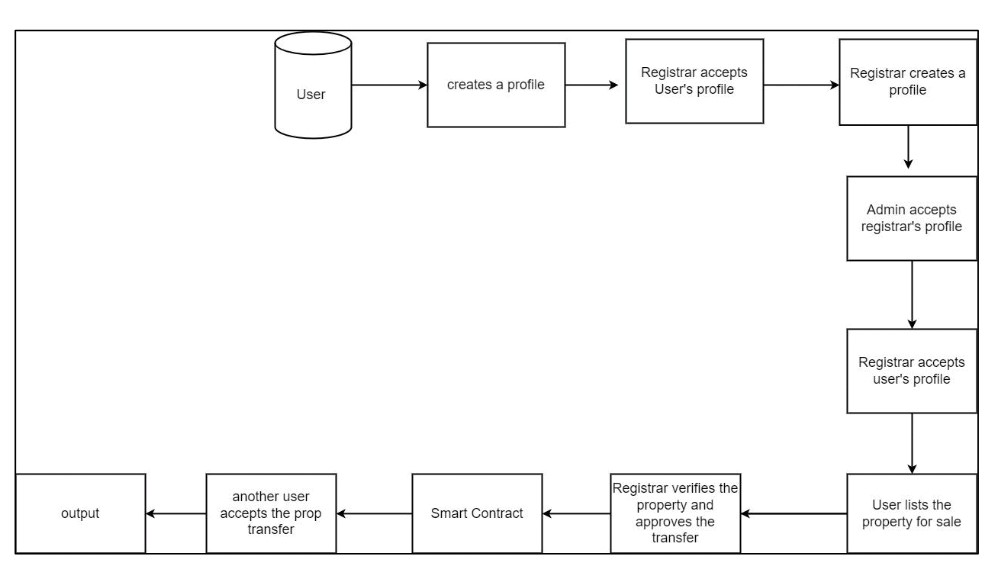 User
creates a profile
Registrar accepts
User's profile
Registrar creates a
profile
Admin accepts
registrar's profile
Registrar accepts
user's profile
User lists the
property for sale
Registrar verifies the
property and
approves the
transfer
Smart Contract
another user
accepts the prop
transfer
output